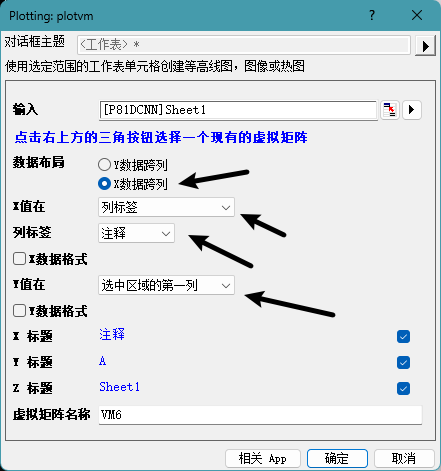 Plotting: plotvm ? ×
对话框主题 <工作表> *
使用选定范围的工作表单元格创建等高线图，图像或热图
输入 [P81DCNN]Sheet1
点击右上方的三角按钮选择一个现有的虚拟矩阵
数据布局 Y数据跨列
X数据跨列
X值在 列标签
列标签 注释
X数据格式
Y值在 选中区域的第一列
Y数据格式
X 标题 注释
Y 标题 A
Z 标题 Sheet1
虚拟矩阵名称 VM6
相关 App 确定 取消